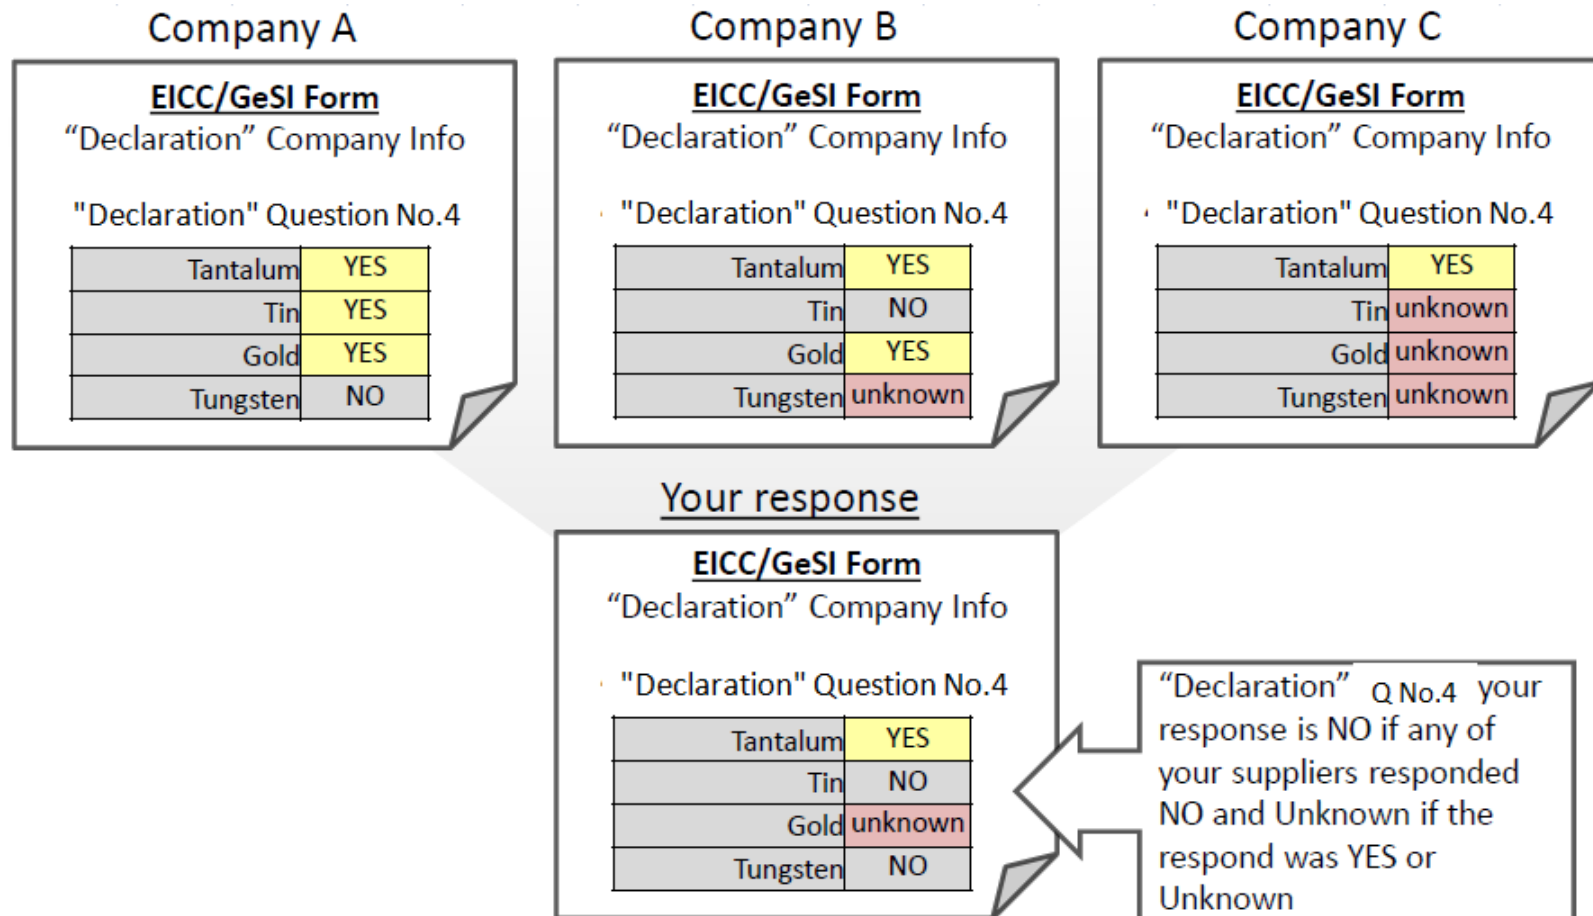 Company A
EICC/GeSI Form
“Declaration” Company Info
"Declaration" Question No.4
Tantalum YES
Tin YES
Gold YES
Tungsten NO
Company B
EICC/GeSI Form
“Declaration” Company Info
"Declaration" Question No.4
Tantalum YES
Tin NO
Gold YES
Tungsten unknown
Company C
EICC/GeSI Form
“Declaration” Company Info
"Declaration" Question No.4
Tantalum YES
Tin unknown
Gold unknown
Tungsten unknown
Your response
EICC/GeSI Form
“Declaration” Company Info
"Declaration" Question No.4
Tantalum YES
Tin NO
Gold unknown
Tungsten NO
“Declaration” Q No.4 your
response is NO if any of
your suppliers responded
NO and Unknown if the
respond was YES or
Unknown